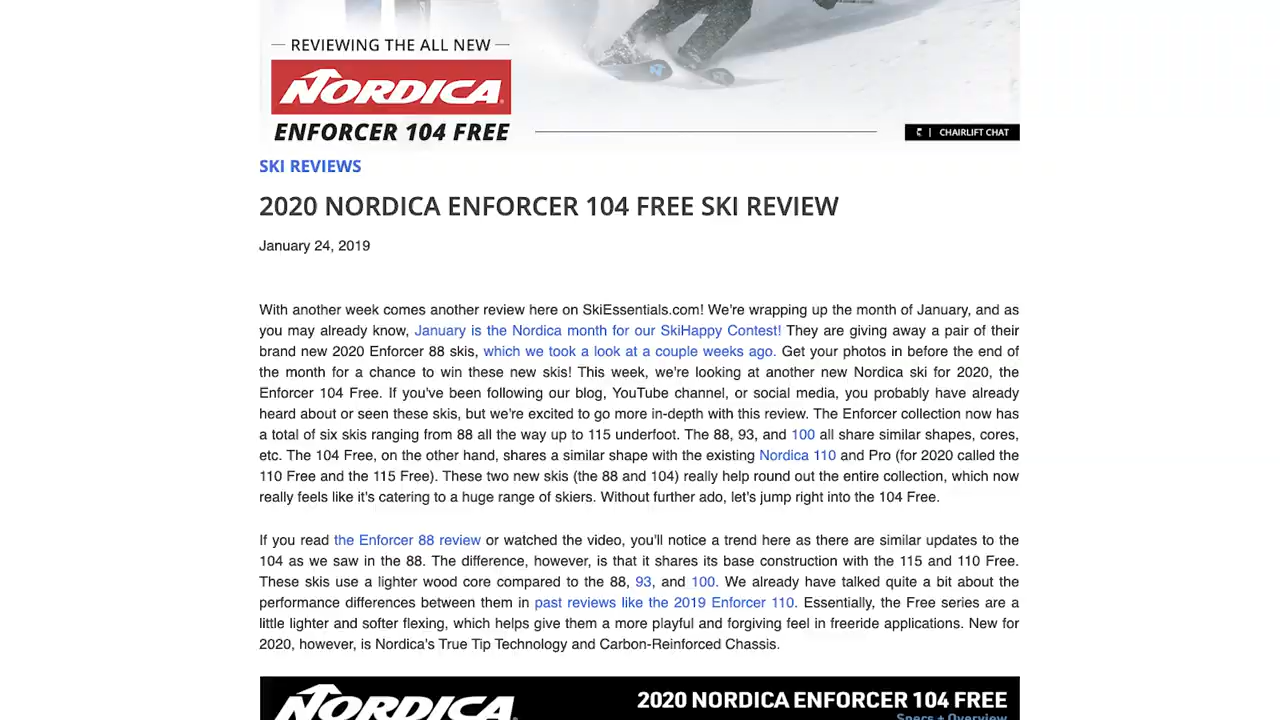 REVIEWING THE ALL NEW
NORDICA
ENFORCER 104 FREE
CHAIRLIFT CHAT
SKI REVIEWS
2020 NORDICA ENFORCER 104 FREE SKI REVIEW
January 24, 2019
With another week comes another review here on SkiEssentials.com! We're wrapping up the month of January, and as
you may already know, January is the Nordica month for our SkiHappy Contest! They are giving away a pair of their
brand new 2020 Enforcer 88 skis, which we took a look at a couple weeks ago. Get your photos in before the end of
the month for a chance to win these new skis! This week, we're looking at another new Nordica ski for 2020, the
Enforcer 104 Free. If you've been following our blog, YouTube channel, or social media, you probably have already
heard about or seen these skis, but we're excited to go more in-depth with this review. The Enforcer collection now has
a total of six skis ranging from 88 all the way up to 115 underfoot. The 88, 93, and 100 all share similar shapes, cores,
etc. The 104 Free, on the other hand, shares a similar shape with the existing Nordica 110 and Pro (for 2020 called the
110 Free and the 115 Free). These two new skis (the 88 and 104) really help round out the entire collection, which now
really feels like it's catering to a huge range of skiers. Without further ado, let's jump right into the 104 Free.
If you read the Enforcer 88 review or watched the video, you'll notice a trend here as there are similar updates to the
104 as we saw in the 88. The difference, however, is that it shares its base construction with the 115 and 110 Free.
These skis use a lighter wood core compared to the 88, 93, and 100. We already have talked quite a bit about the
performance differences between them in past reviews like the 2019 Enforcer 110. Essentially, the Free series are a
little lighter and softer flexing, which helps give them a more playful and forgiving feel in freeride applications. New for
2020, however, is Nordica's True Tip Technology and Carbon-Reinforced Chassis.
NORDICA
2020 NORDICA ENFORCER 104 FREE
Specs + Overview